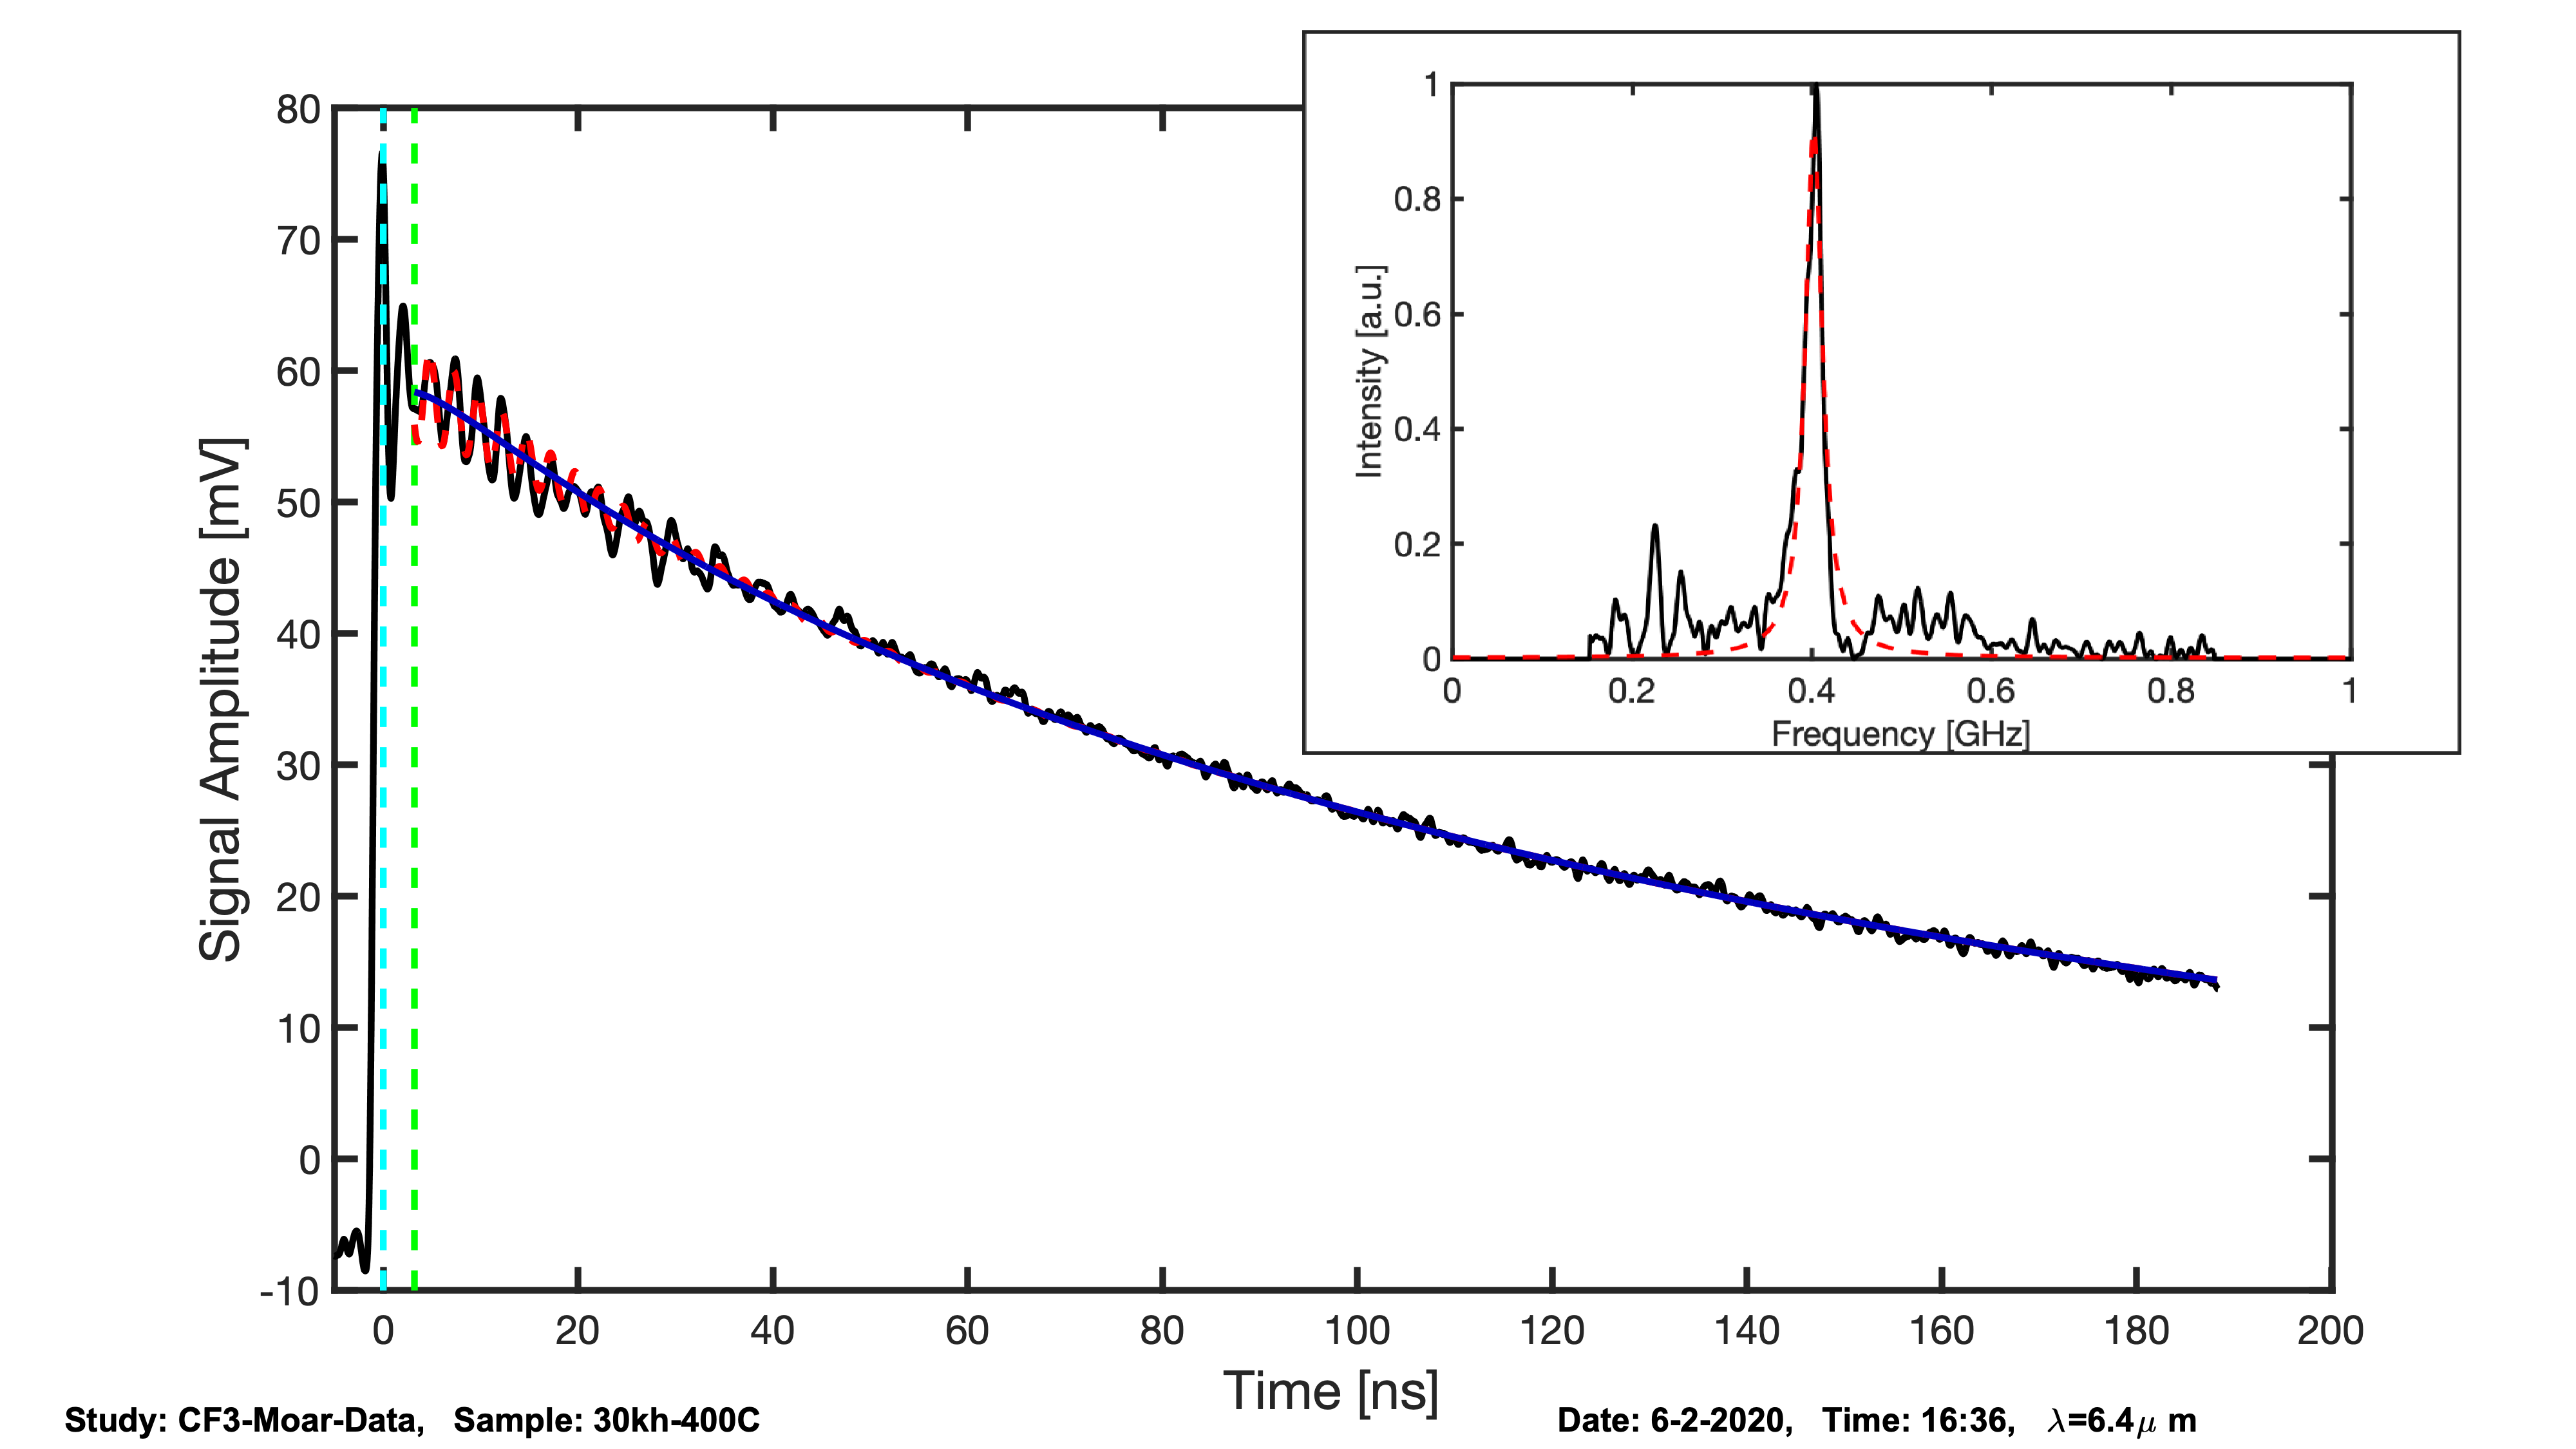 80
70
60
50
40
30
20
10
0
-10
Signal Amplitude [mV]
0 20 40 60 80 100 120 140 160 180 200
Time [ns]
1
0.8
0.6
0.4
0.2
0
Intensity [a.u.]
0 0.2 0.4 0.6 0.8 1
Frequency [GHz]
Study: CF3-Moar-Data, Sample: 30kh-400C
Date: 6-2-2020, Time: 16:36, λ=6.4μ m